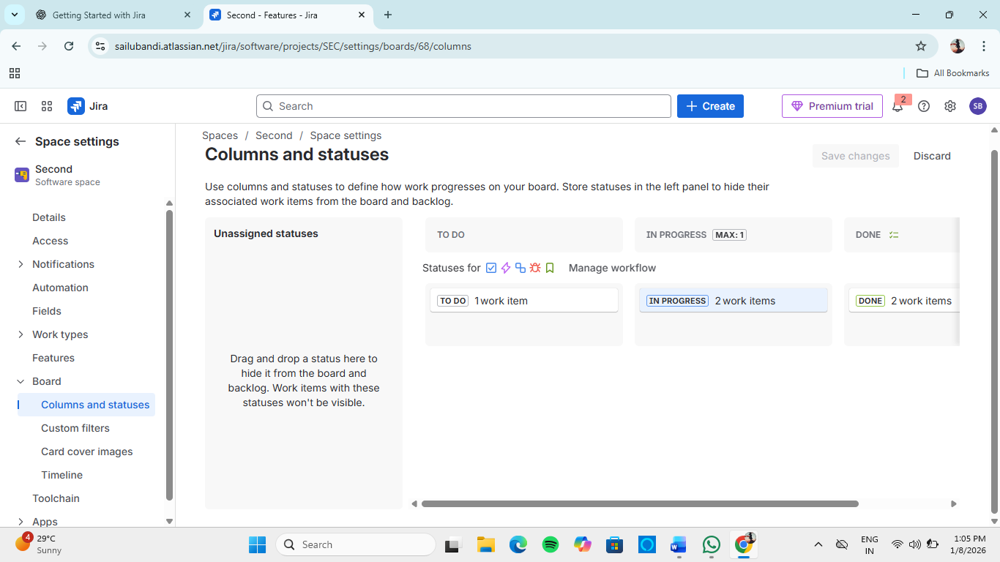 Getting Started with Jira
Second - Features - Jira
sailubandi.atlassian.net/jira/software/projects/SEC/settings/boards/68/columns
All Bookmarks
Jira
Search
Create
Premium trial
2
SB
Space settings
Second
Software space
Details
Access
Notifications
Automation
Fields
Work types
Features
Board
Columns and statuses
Custom filters
Card cover images
Timeline
Toolchain
Apps
Spaces / Second / Space settings
Columns and statuses
Save changes
Discard
Use columns and statuses to define how work progresses on your board. Store statuses in the left panel to hide their
associated work items from the board and backlog.
Unassigned statuses
Drag and drop a status here to
hide it from the board and
backlog. Work items with these
statuses won't be visible.
TO DO
IN PROGRESS MAX: 1
DONE
Statuses for
Manage workflow
TO DO 1 work item
IN PROGRESS 2 work items
DONE 2 work items
4
29°C
Sunny
Search
ENG
IN
1:05 PM
1/8/2026